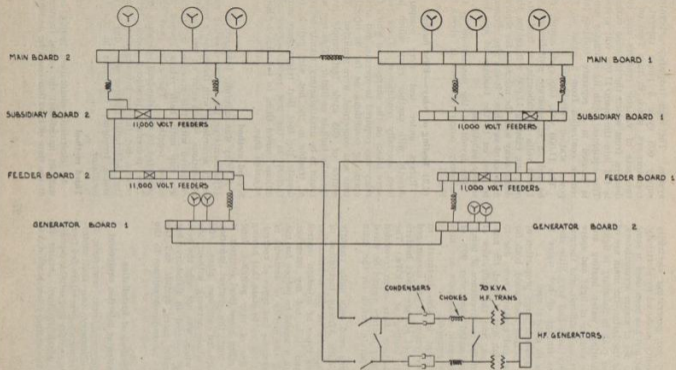 MAIN BOARD 2
MAIN BOARD 1
SUBSIDIARY BOARD 2
11,000 VOLT FEEDERS
11,000 VOLT FEEDERS
SUBSIDIARY BOARD 1
FEEDER BOARD 2
11,000 VOLT FEEDERS
11,000 VOLT FEEDERS
FEEDER BOARD 1
GENERATOR BOARD 1
GENERATOR BOARD 2
CONDENSERS
CHOKES
70 KVA
H.F. TRANS
H.F. GENERATORS.